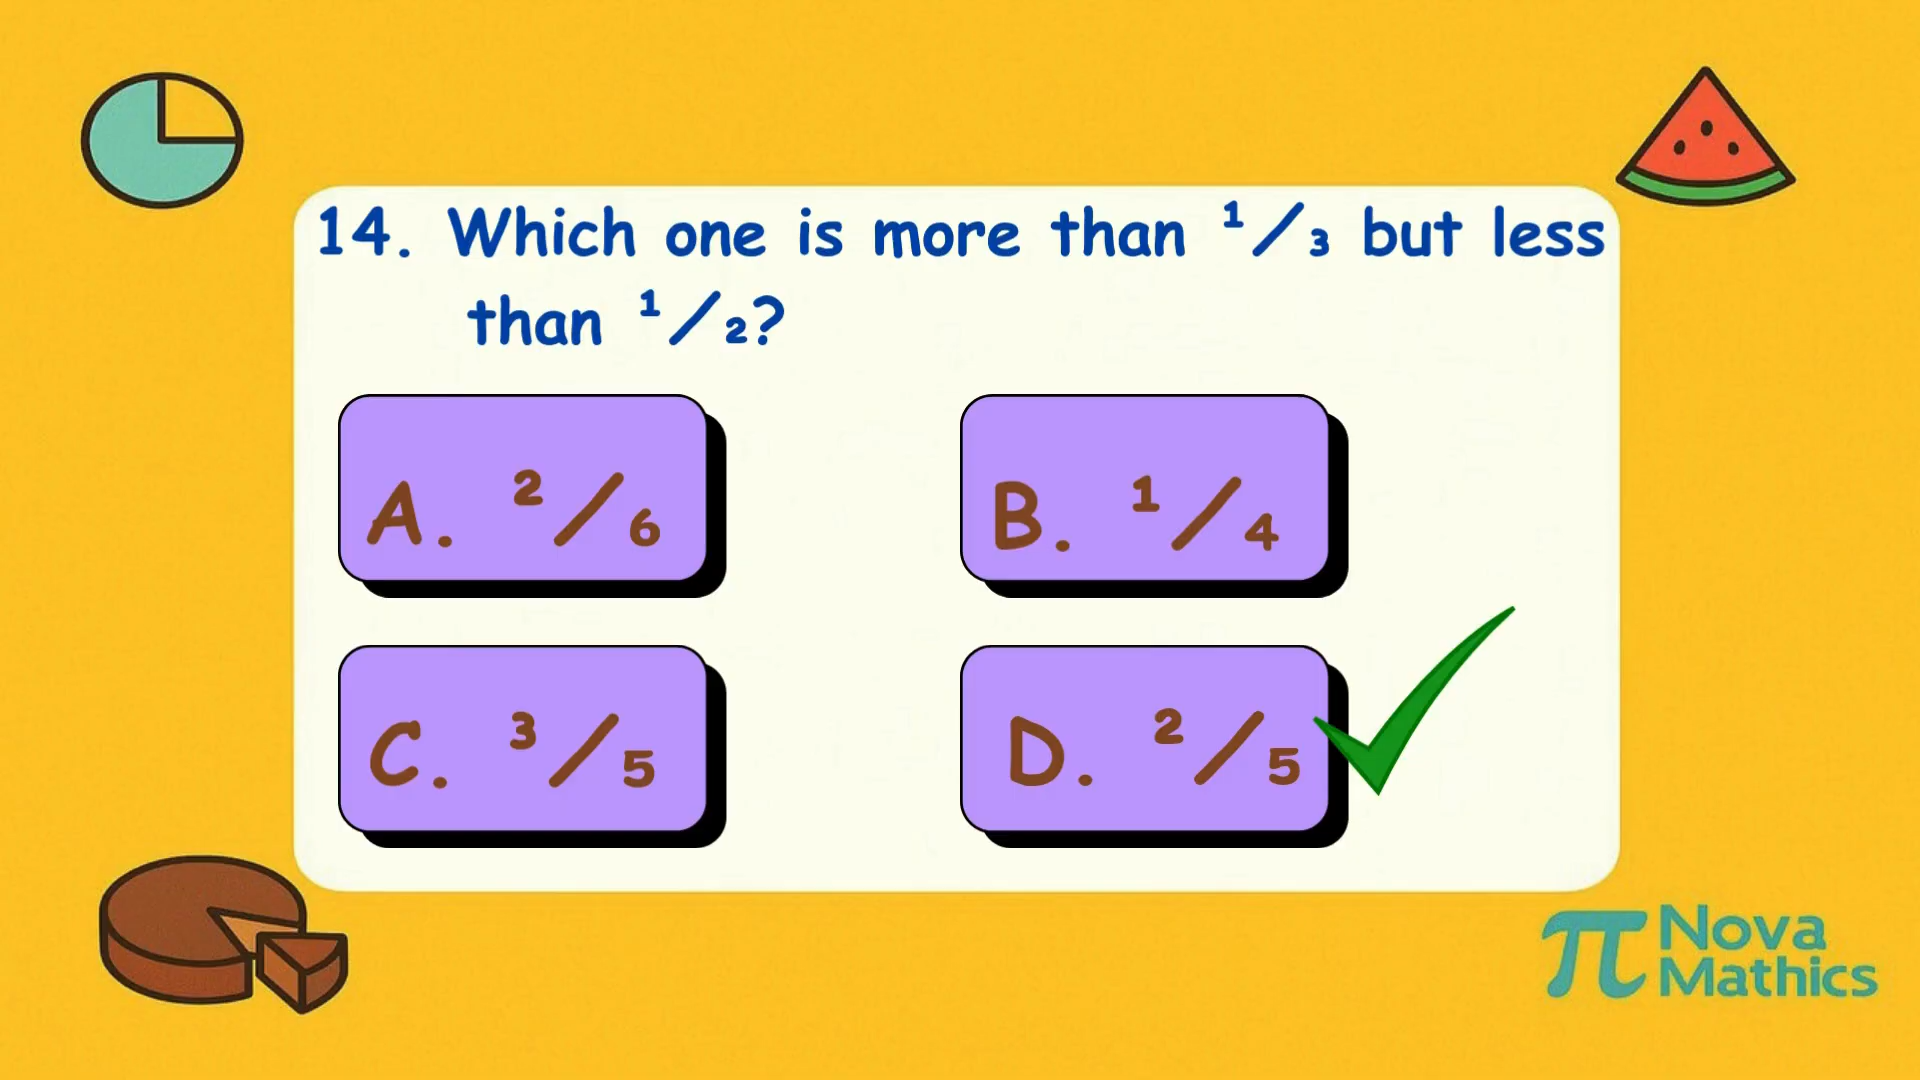 14. Which one is more than ¹/₃ but less
than ¹/₂?
A. ²/₆
B. ¹/₄
C. ³/₅
D. ²/₅
π Nova
Mathics